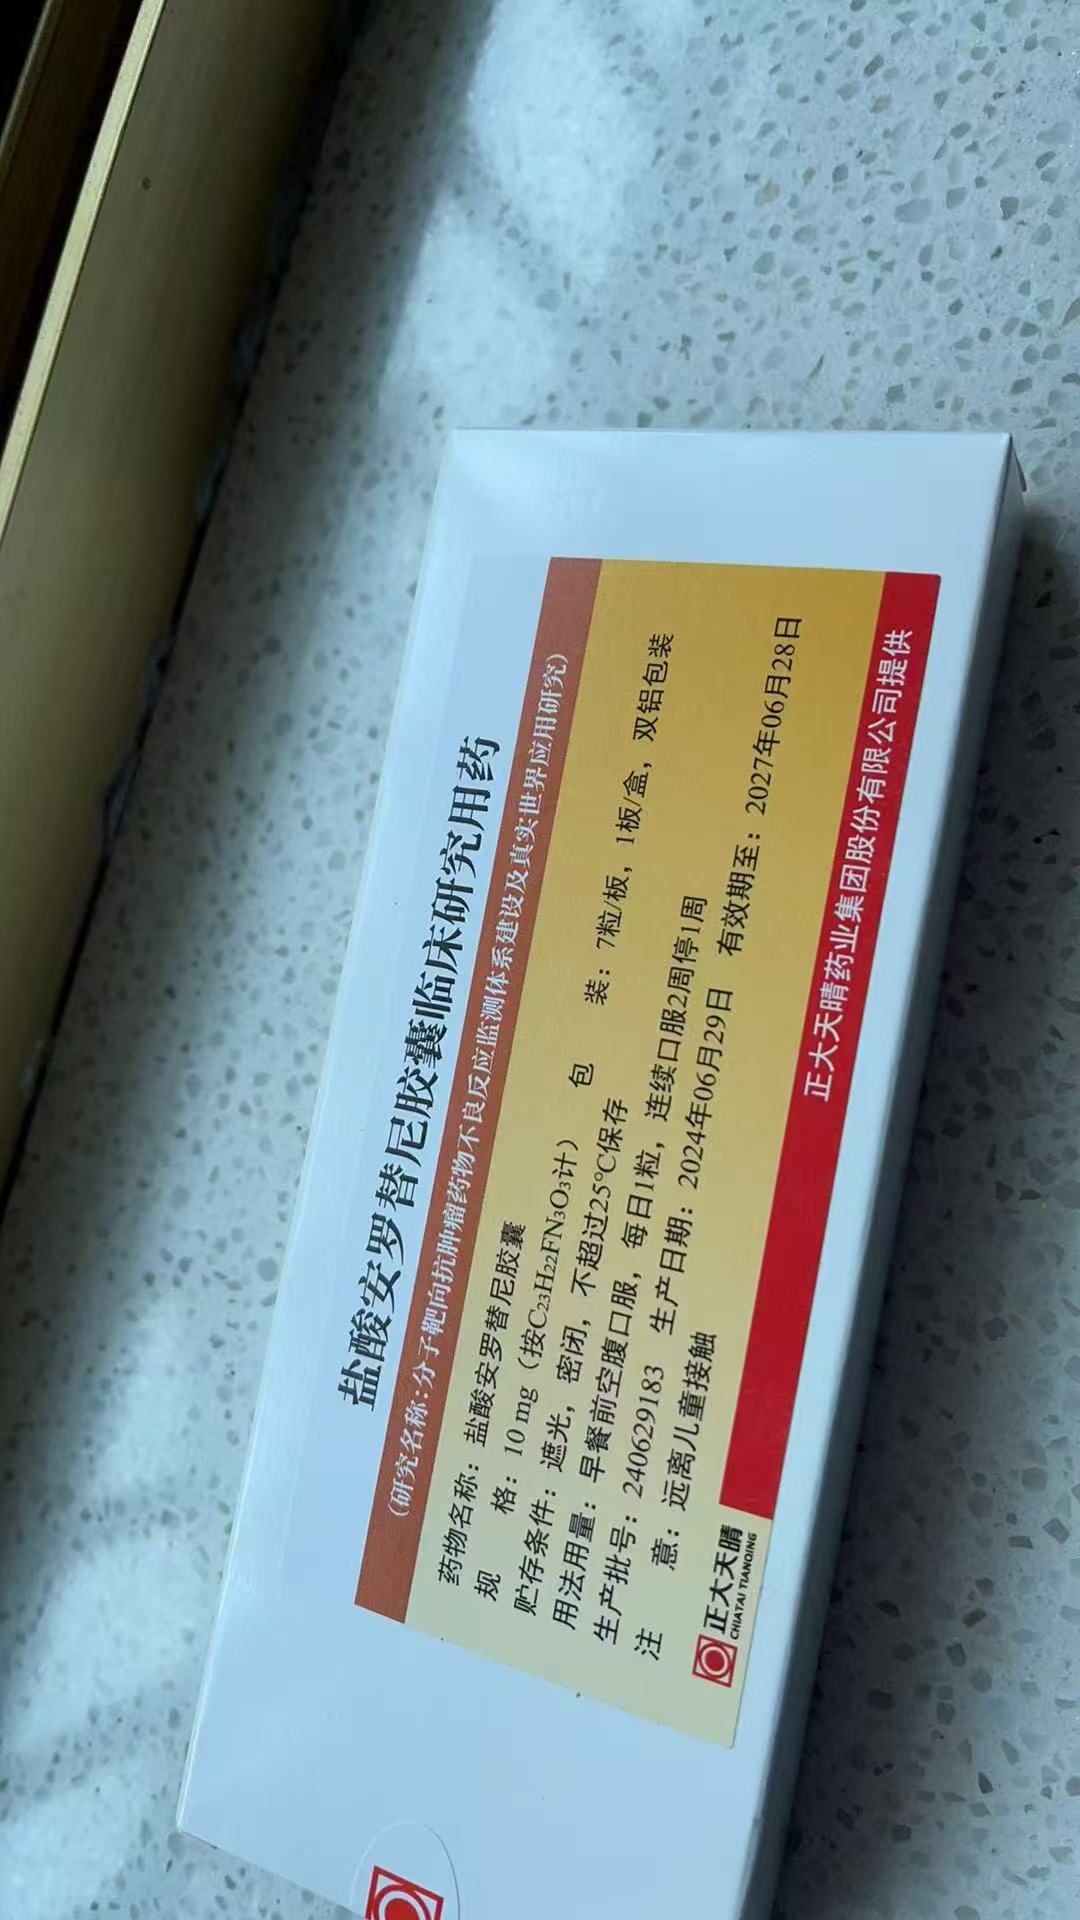 盐酸安罗替尼胶囊临床研究用药
（研究名称：分子靶向抗肿瘤药物不良反应监测体系建设及真实世界应用研究）
药物名称：盐酸安罗替尼胶囊
规 格：10 mg（按C23H22FN3O3计） 包 装：7粒/板，1板/盒，双铝包装
贮存条件：遮光，密闭，不超过25℃保存
用法用量：早餐前空腹口服，每日1粒，连续口服2周停1周
生产批号：240629183 生产日期：2024年06月29日 有效期至：2027年06月28日
注 意：远离儿童接触
正大天晴
CHIATAI TIANQING
正大天晴药业集团股份有限公司提供